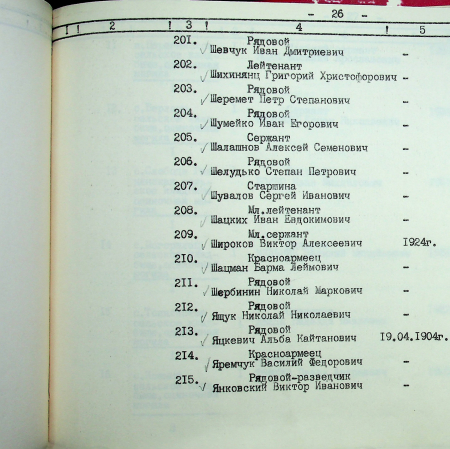 - 26 -
! ! 2 ! 3 ! 4 ! 5
201. Рядовой
Шевчук Иван Дмитриевич -
202. Лейтенант
Шихинянц Григорий Христофорович -
203. Рядовой
Шеремет Петр Степанович -
204. Рядовой
Шумейко Иван Егорович -
205. Сержант
Шалашнов Алексей Семенович -
206. Рядовой
Шелудько Степан Петрович -
207. Старшина
Шувалов Сергей Иванович -
208. Мл.лейтенант
Шацких Иван Евдокимович -
209. Мл.сержант
Широков Виктор Алексеевич 1924г.
210. Красноармеец
Шацман Барма Леймович -
211. Рядовой
Шербинин Николай Маркович -
212. Рядовой
Ящук Николай Николаевич -
213. Рядовой
Яцкевич Альба Кайтанович 19.04.1904г.
214. Красноармеец
Яремчук Василий Федорович -
215. Рядовой-разведчик
Янковский Виктор Иванович -